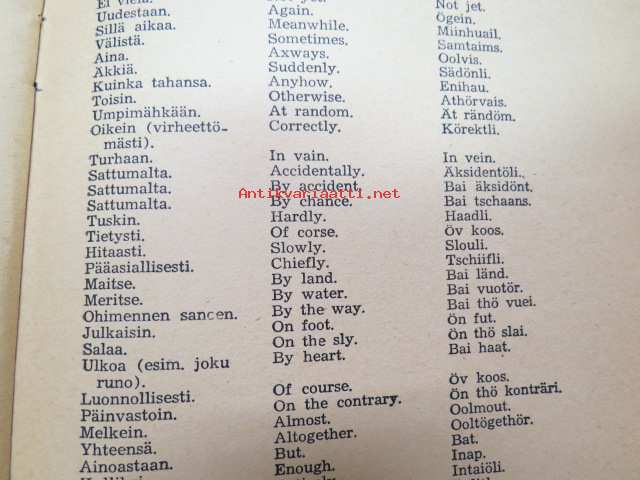 Not jet.
Uudestaan. Again. Ögein.
Sillä aikaa. Meanwhile. Miinhuail.
Välistä. Sometimes. Samtaims.
Aina. Axways. Oolvis.
Äkkiä. Suddenly. Sädönli.
Kuinka tahansa. Anyhow. Enihau.
Toisin. Otherwise. Athörvais.
Umpimähkään. At random. Ät rändöm.
Oikein (virheettö- Correctly. Körektli.
mästi).
Turhaan. In vain. In vein.
Sattumalta. Accidentally. Äksidentöli.
Sattumalta. By accident. Bai äksidönt.
Antikvariaatti.net
Sattumalta. By chance. Bai tschaans.
Tuskin. Hardly. Haadli.
Tietysti. Of corse. Öv koos.
Hitaasti. Slowly. Slouli.
Pääasiallisesti. Chiefly. Tschiifli.
Maitse. By land. Bai länd.
Meritse. By water. Bai vuotör.
Ohimennen sanoen. By the way. Bai thö vuei.
Julkaisin. On foot. Ön fut.
Salaa. On the sly. Ön thö slai.
Ulkoa (esim. joku By heart. Bai haat.
runo).
Luonnollisesti. Of course. Öv koos.
Päinvastoin. On the contrary. Ön thö konträri.
Melkein. Almost. Oolmout.
Yhteensä. Altogether. Ooltögethör.
Ainoastaan. But. Bat.
Enough. Inap.
Intaiöli.